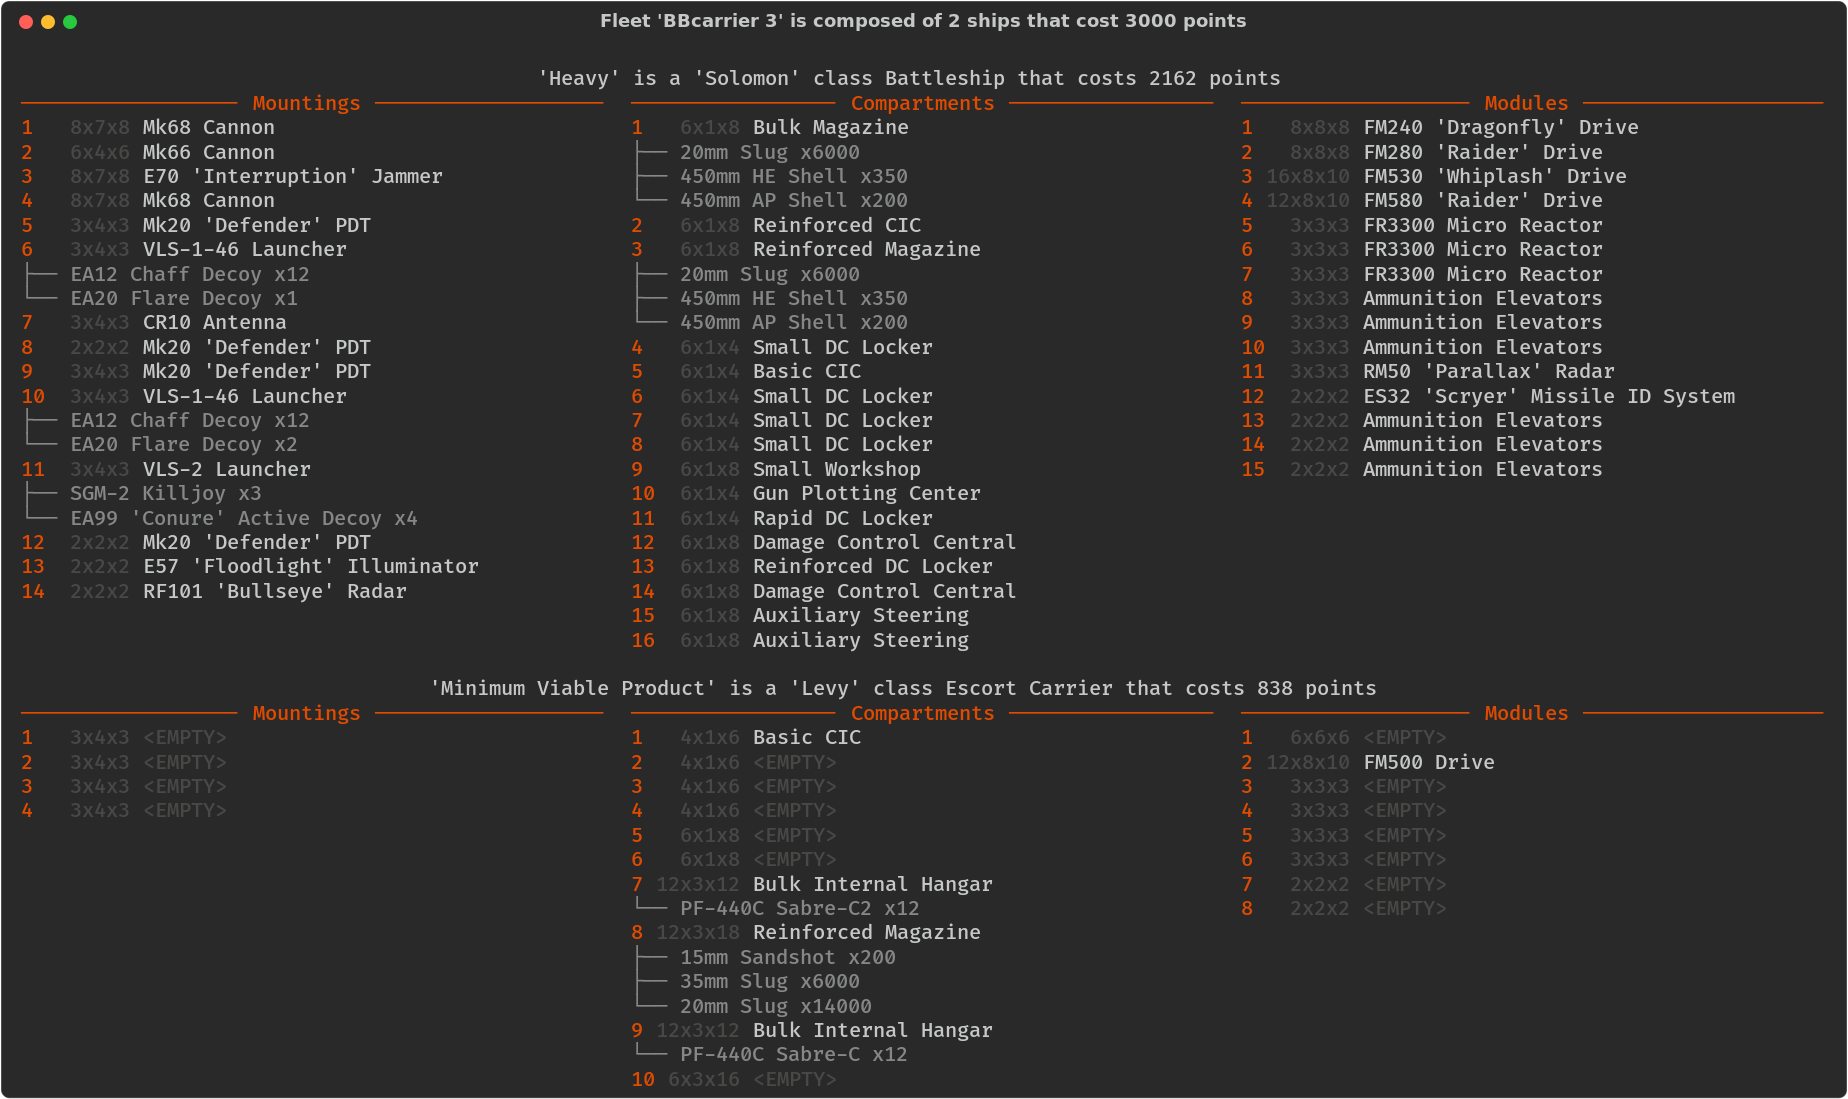 Fleet 'BBcarrier 3' is composed of 2 ships that cost 3000 points
'Heavy' is a 'Solomon' class Battleship that costs 2162 points
Mountings
1 8x7x8 Mk68 Cannon
2 6x4x6 Mk66 Cannon
3 8x7x8 E70 'Interruption' Jammer
4 8x7x8 Mk68 Cannon
5 3x4x3 Mk20 'Defender' PDT
6 3x4x3 VLS-1-46 Launcher
EA12 Chaff Decoy x12
EA20 Flare Decoy x1
7 3x4x3 CR10 Antenna
8 2x2x2 Mk20 'Defender' PDT
9 3x4x3 Mk20 'Defender' PDT
10 3x4x3 VLS-1-46 Launcher
EA12 Chaff Decoy x12
EA20 Flare Decoy x2
11 3x4x3 VLS-2 Launcher
SGM-2 Killjoy x3
EA99 'Conure' Active Decoy x4
12 2x2x2 Mk20 'Defender' PDT
13 2x2x2 E57 'Floodlight' Illuminator
14 2x2x2 RF101 'Bullseye' Radar
Compartments
1 6x1x8 Bulk Magazine
20mm Slug x6000
450mm HE Shell x350
450mm AP Shell x200
2 6x1x8 Reinforced CIC
3 6x1x8 Reinforced Magazine
20mm Slug x6000
450mm HE Shell x350
450mm AP Shell x200
4 6x1x4 Small DC Locker
5 6x1x4 Basic CIC
6 6x1x4 Small DC Locker
7 6x1x4 Small DC Locker
8 6x1x4 Small DC Locker
9 6x1x8 Small Workshop
10 6x1x4 Gun Plotting Center
11 6x1x4 Rapid DC Locker
12 6x1x8 Damage Control Central
13 6x1x8 Reinforced DC Locker
14 6x1x8 Damage Control Central
15 6x1x8 Auxiliary Steering
16 6x1x8 Auxiliary Steering
Modules
1 8x8x8 FM240 'Dragonfly' Drive
2 8x8x8 FM280 'Raider' Drive
3 16x8x10 FM530 'Whiplash' Drive
4 12x8x10 FM580 'Raider' Drive
5 3x3x3 FR3300 Micro Reactor
6 3x3x3 FR3300 Micro Reactor
7 3x3x3 FR3300 Micro Reactor
8 3x3x3 Ammunition Elevators
9 3x3x3 Ammunition Elevators
10 3x3x3 Ammunition Elevators
11 3x3x3 RM50 'Parallax' Radar
12 2x2x2 ES32 'Scryer' Missile ID System
13 2x2x2 Ammunition Elevators
14 2x2x2 Ammunition Elevators
15 2x2x2 Ammunition Elevators
'Minimum Viable Product' is a 'Levy' class Escort Carrier that costs 838 points
Mountings
1 3x4x3 <EMPTY>
2 3x4x3 <EMPTY>
3 3x4x3 <EMPTY>
4 3x4x3 <EMPTY>
Compartments
1 4x1x6 Basic CIC
2 4x1x6 <EMPTY>
3 4x1x6 <EMPTY>
4 4x1x6 <EMPTY>
5 6x1x8 <EMPTY>
6 6x1x8 <EMPTY>
7 12x3x12 Bulk Internal Hangar
PF-440C Sabre-C2 x12
8 12x3x18 Reinforced Magazine
15mm Sandshot x200
35mm Slug x6000
20mm Slug x14000
9 12x3x12 Bulk Internal Hangar
PF-440C Sabre-C x12
10 6x3x16 <EMPTY>
Modules
1 6x6x6 <EMPTY>
2 12x8x10 FM500 Drive
3 3x3x3 <EMPTY>
4 3x3x3 <EMPTY>
5 3x3x3 <EMPTY>
6 3x3x3 <EMPTY>
7 2x2x2 <EMPTY>
8 2x2x2 <EMPTY>